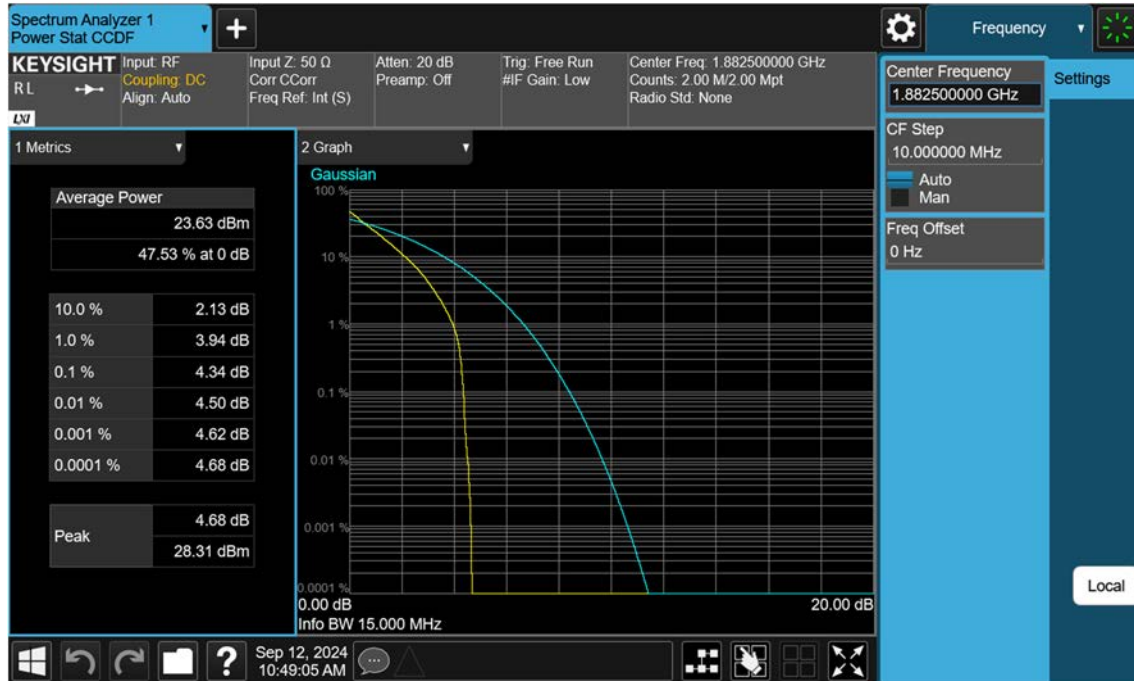 Spectrum Analyzer 1
Power Stat CCDF
+
Frequency
KEYSIGHT
R L
LXI
Input: RF
Coupling: DC
Align: Auto
Input Z: 50 Ω
Corr CCorr
Freq Ref: Int (S)
Atten: 20 dB
Preamp: Off
Trig: Free Run
#IF Gain: Low
Center Freq: 1.882500000 GHz
Counts: 2.00 M/2.00 Mpt
Radio Std: None
Center Frequency
1.882500000 GHz
Settings
CF Step
10.000000 MHz
Auto
Man
Freq Offset
0 Hz
1 Metrics
Average Power
23.63 dBm
47.53 % at 0 dB
10.0 % 2.13 dB
1.0 % 3.94 dB
0.1 % 4.34 dB
0.01 % 4.50 dB
0.001 % 4.62 dB
0.0001 % 4.68 dB
Peak
4.68 dB
28.31 dBm
2 Graph
Gaussian
100 %
10 %
1 %
0.1 %
0.01 %
0.001 %
0.0001 %
0.00 dB 20.00 dB
Info BW 15.000 MHz
Local
?
Sep 12, 2024
10:49:05 AM